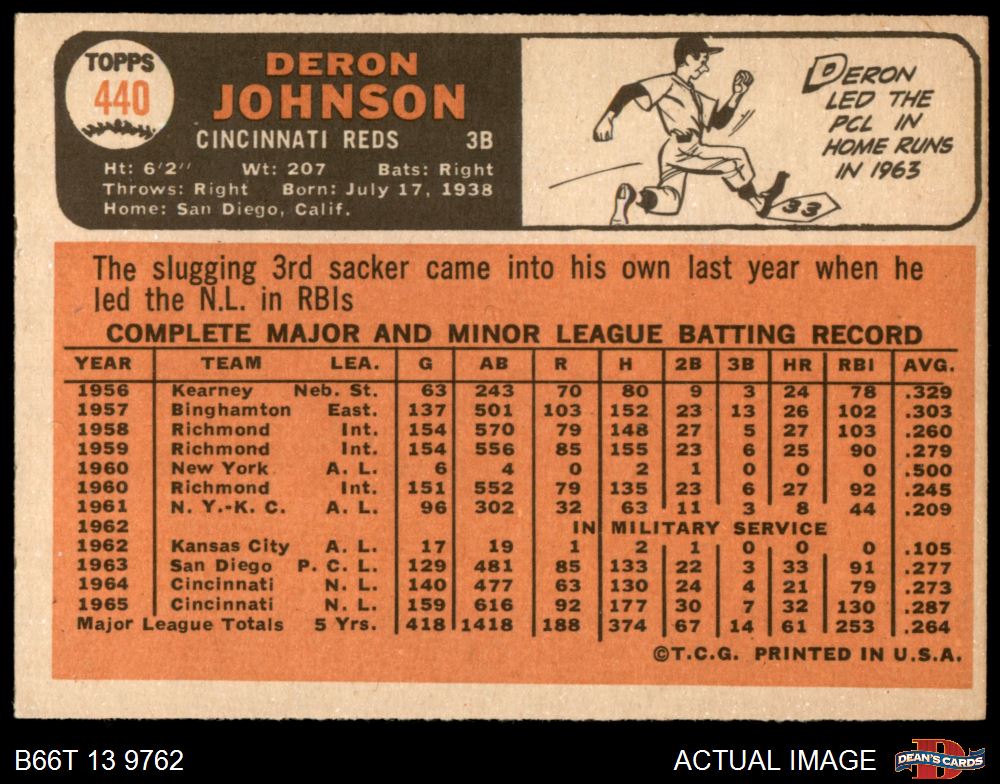 TOPPS
440
DERON
JOHNSON
CINCINNATI REDS 3B
Ht: 6'2" Wt: 207 Bats: Right
Throws: Right Born: July 17, 1938
Home: San Diego, Calif.
DERON
LED THE
PCL IN
HOME RUNS
IN 1963
33
The slugging 3rd sacker came into his own last year when he
led the N.L. in RBIs
COMPLETE MAJOR AND MINOR LEAGUE BATTING RECORD
YEAR TEAM LEA. G AB R H 2B 3B HR RBI AVG.
1956 Kearney Neb. St. 63 243 70 80 9 3 24 78 .329
1957 Binghamton East. 137 501 103 152 23 13 26 102 .303
1958 Richmond Int. 154 570 79 148 27 5 27 103 .260
1959 Richmond Int. 154 556 85 155 23 6 25 90 .279
1960 New York A. L. 6 4 0 2 1 0 0 0 .500
1960 Richmond Int. 151 552 79 135 23 6 27 92 .245
1961 N. Y.-K. C. A. L. 96 302 32 63 11 3 8 44 .209
1962 IN MILITARY SERVICE
1962 Kansas City A. L. 17 19 1 2 1 0 0 0 .105
1963 San Diego P. C. L. 129 481 85 133 22 3 33 91 .277
1964 Cincinnati N. L. 140 477 63 130 24 4 21 79 .273
1965 Cincinnati N. L. 159 616 92 177 30 7 32 130 .287
Major League Totals 5 Yrs. 418 1418 188 374 67 14 61 253 .264
©T.C.G. PRINTED IN U.S.A.
B66T 13 9762
ACTUAL IMAGE
DEAN'S CARDS